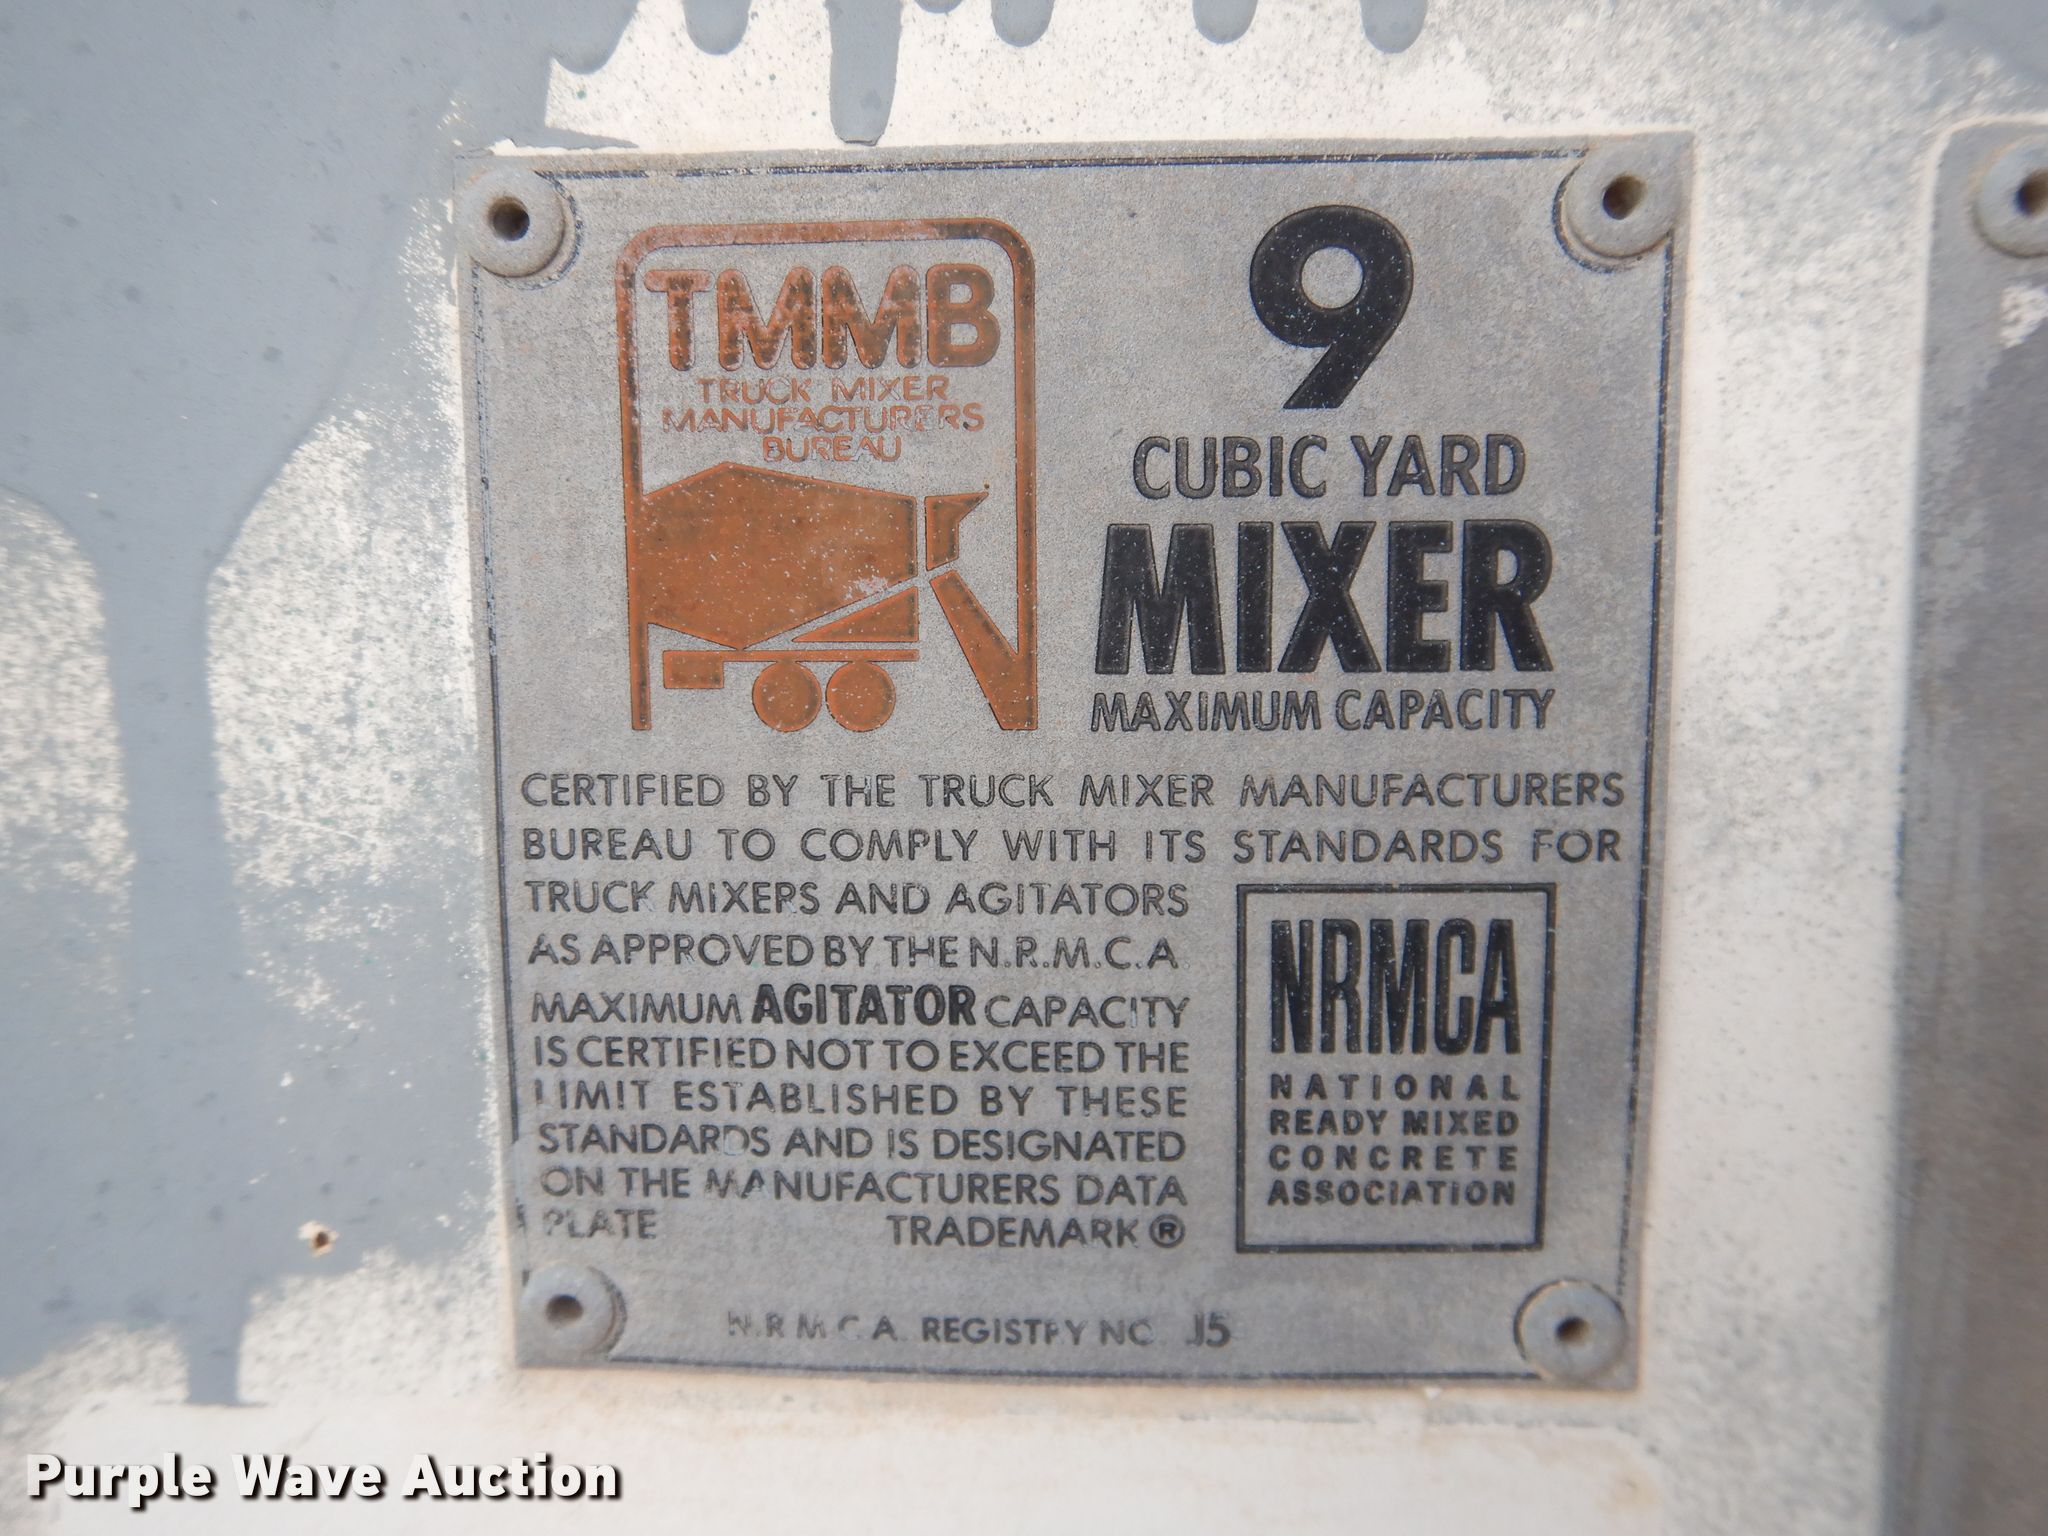 TMMB
TRUCK MIXER
MANUFACTURERS
BUREAU
9
CUBIC YARD
MIXER
MAXIMUM CAPACITY
CERTIFIED BY THE TRUCK MIXER MANUFACTURERS
BUREAU TO COMPLY WITH ITS STANDARDS FOR
TRUCK MIXERS AND AGITATORS
AS APPROVED BY THE N.R.M.C.A
MAXIMUM AGITATOR CAPACITY
IS CERTIFIED NOT TO EXCEED THE
LIMIT ESTABLISHED BY THESE
STANDARDS AND IS DESIGNATED
ON THE MANUFACTURERS DATA
PLATE TRADEMARK ®
NRMCA
NATIONAL
READY MIXED
CONCRETE
ASSOCIATION
N.R.M.C.A. REGISTRY NO. J5
Purple Wave Auction